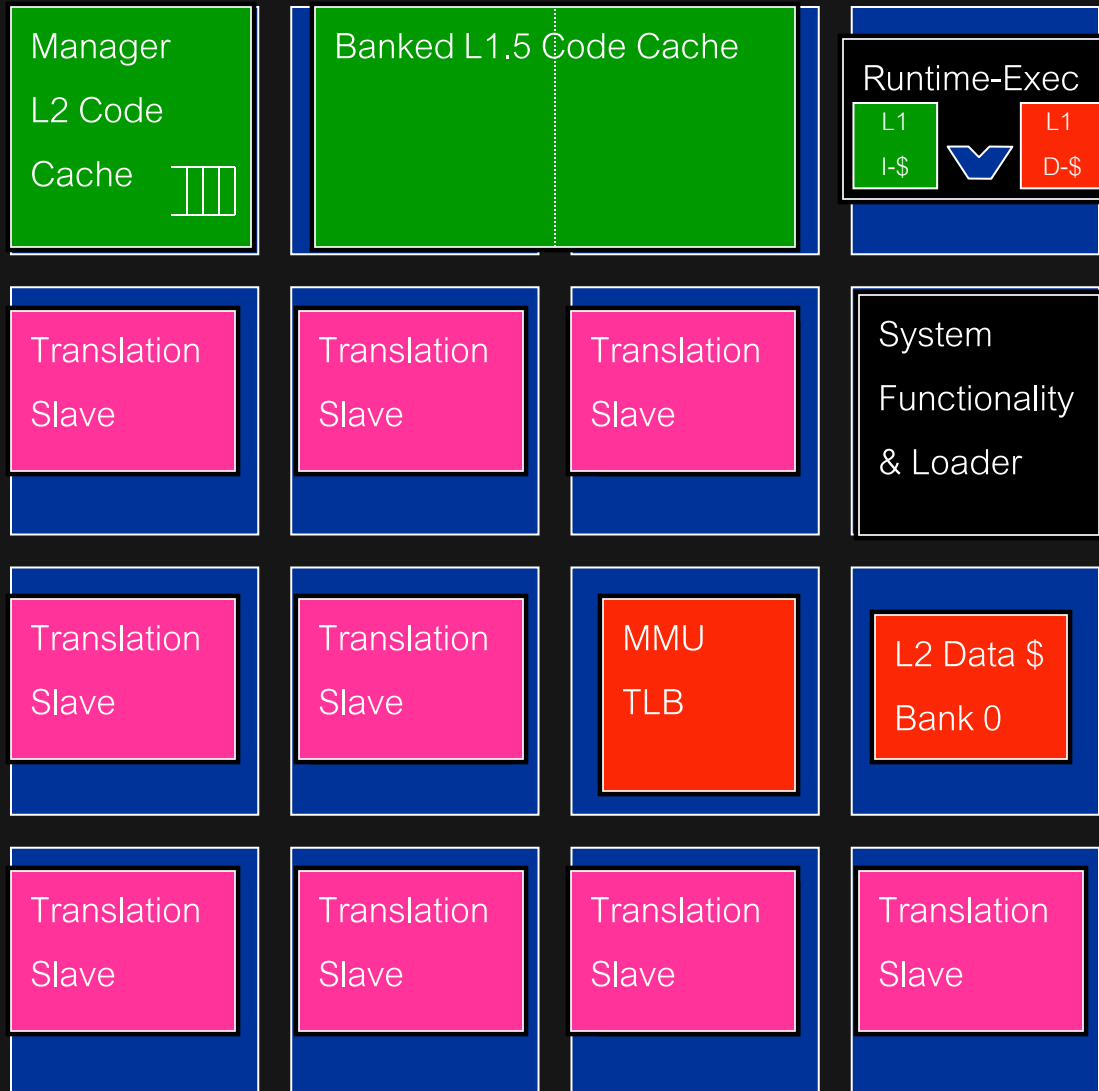 Manager
L2 Code
Cache
Banked L1.5 Code Cache
Runtime-Exec
L1
I-$
L1
D-$
Translation
Slave
Translation
Slave
Translation
Slave
System
Functionality
& Loader
Translation
Slave
Translation
Slave
MMU
TLB
L2 Data $
Bank 0
Translation
Slave
Translation
Slave
Translation
Slave
Translation
Slave